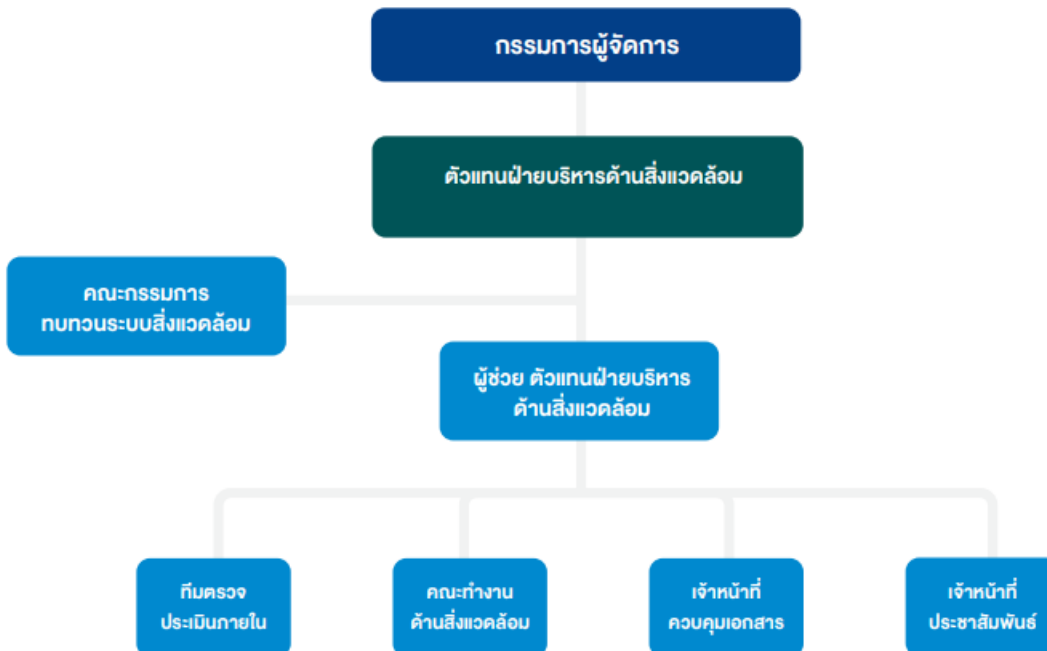 กรรมการผู้จัดการ
ตัวแทนฝ่ายบริหารด้านสิ่งแวดล้อม
คณะกรรมการ
ทบทวนระบบสิ่งแวดล้อม
ผู้ช่วย ตัวแทนฝ่ายบริหาร
ด้านสิ่งแวดล้อม
ทีมตรวจ
ประเมินภายใน
คณะทำงาน
ด้านสิ่งแวดล้อม
เจ้าหน้าที่
ควบคุมเอกสาร
เจ้าหน้าที่
ประชาสัมพันธ์